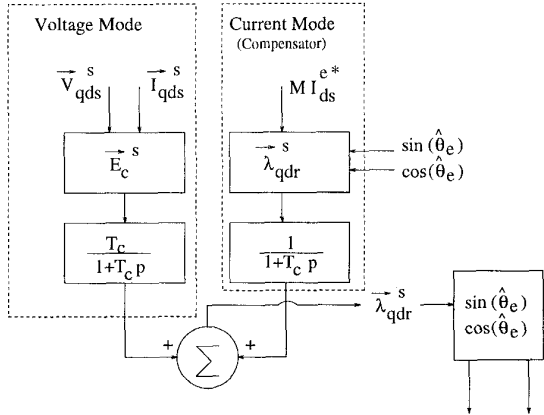 Voltage Mode
Current Mode
(Compensator)
V⃗ qds s
I⃗ qds s
M I ds e*
E⃗ c s
λ⃗ qdr s
sin (θ̂e)
cos(θ̂e)
Tc
1+Tc p
1
1+Tc p
λ⃗ qdr s
sin (θ̂e)
cos(θ̂e)
+
Σ
+